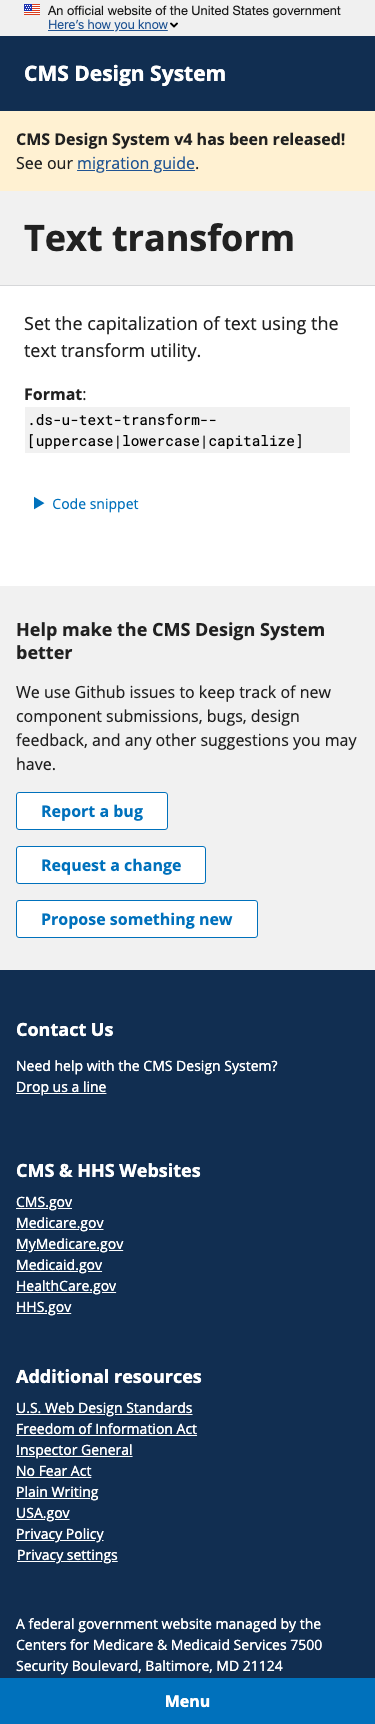 An official website of the United States government
Here's how you know
CMS Design System
CMS Design System v4 has been released!
See our migration guide.
Text transform
Set the capitalization of text using the
text transform utility.
Format:
.ds-u-text-transform--
[uppercase|lowercase|capitalize]
Code snippet
Help make the CMS Design System
better
We use Github issues to keep track of new
component submissions, bugs, design
feedback, and any other suggestions you may
have.
Report a bug
Request a change
Propose something new
Contact Us
Need help with the CMS Design System?
Drop us a line
CMS & HHS Websites
CMS.gov
Medicare.gov
MyMedicare.gov
Medicaid.gov
HealthCare.gov
HHS.gov
Additional resources
U.S. Web Design Standards
Freedom of Information Act
Inspector General
No Fear Act
Plain Writing
USA.gov
Privacy Policy
Privacy settings
A federal government website managed by the
Centers for Medicare & Medicaid Services 7500
Security Boulevard, Baltimore, MD 21124
Menu